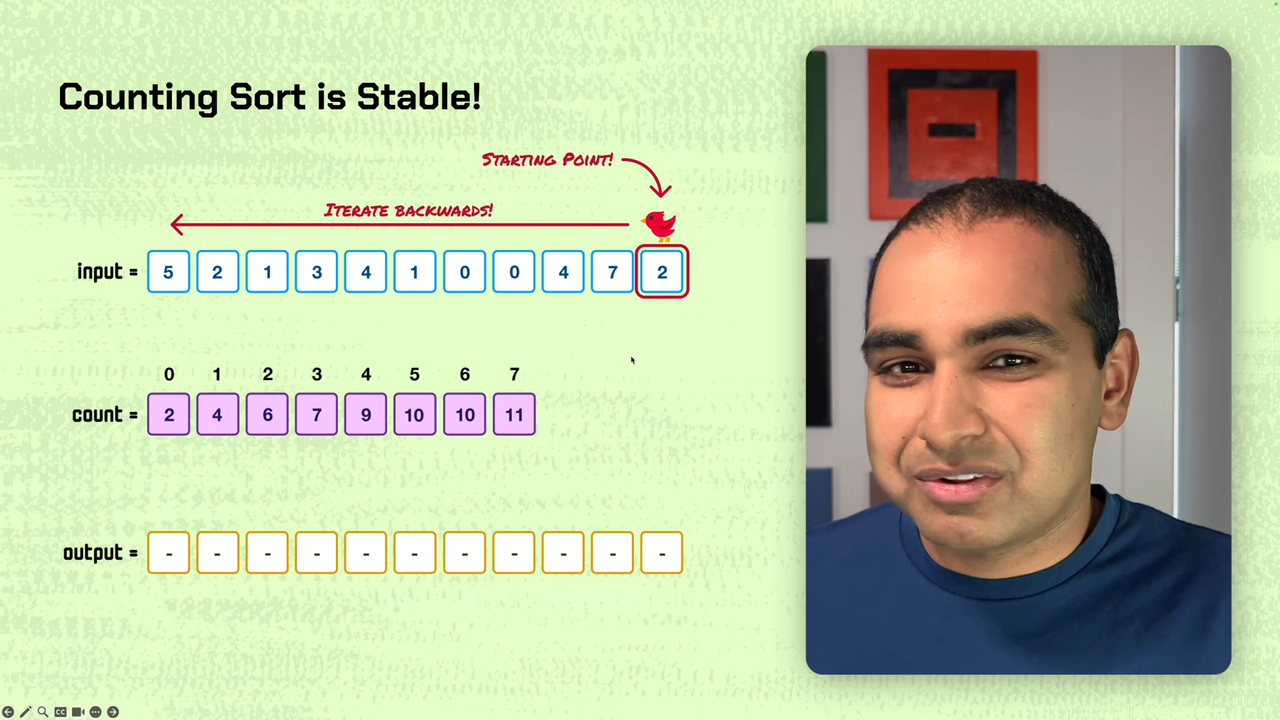 Counting Sort is Stable!
STARTING POINT!
ITERATE BACKWARDS!
input = 5 2 1 3 4 1 0 0 4 7 2
0 1 2 3 4 5 6 7
count = 2 4 6 7 9 10 10 11
output = - - - - - - - - - - -
CC